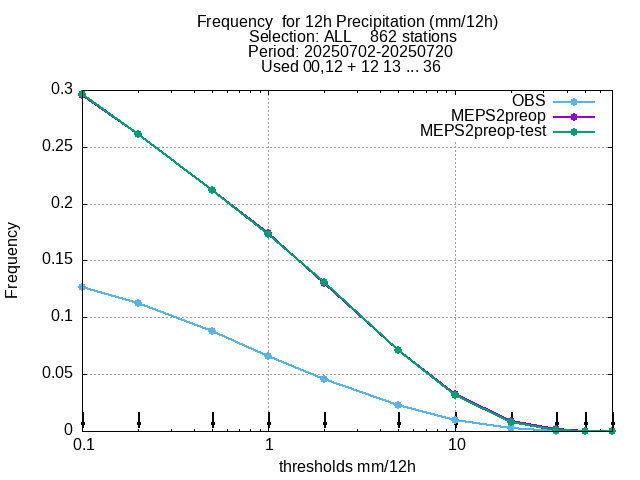 Frequency  for 12h Precipitation (mm/12h)
Selection: ALL    862 stations
Period: 20250702-20250720
Used 00,12 + 12 13 ... 36
OBS
MEPS2preop
MEPS2preop-test
0.3
0.25
0.2
0.15
0.1
0.05
0
Frequency
0.1 1 10
thresholds mm/12h